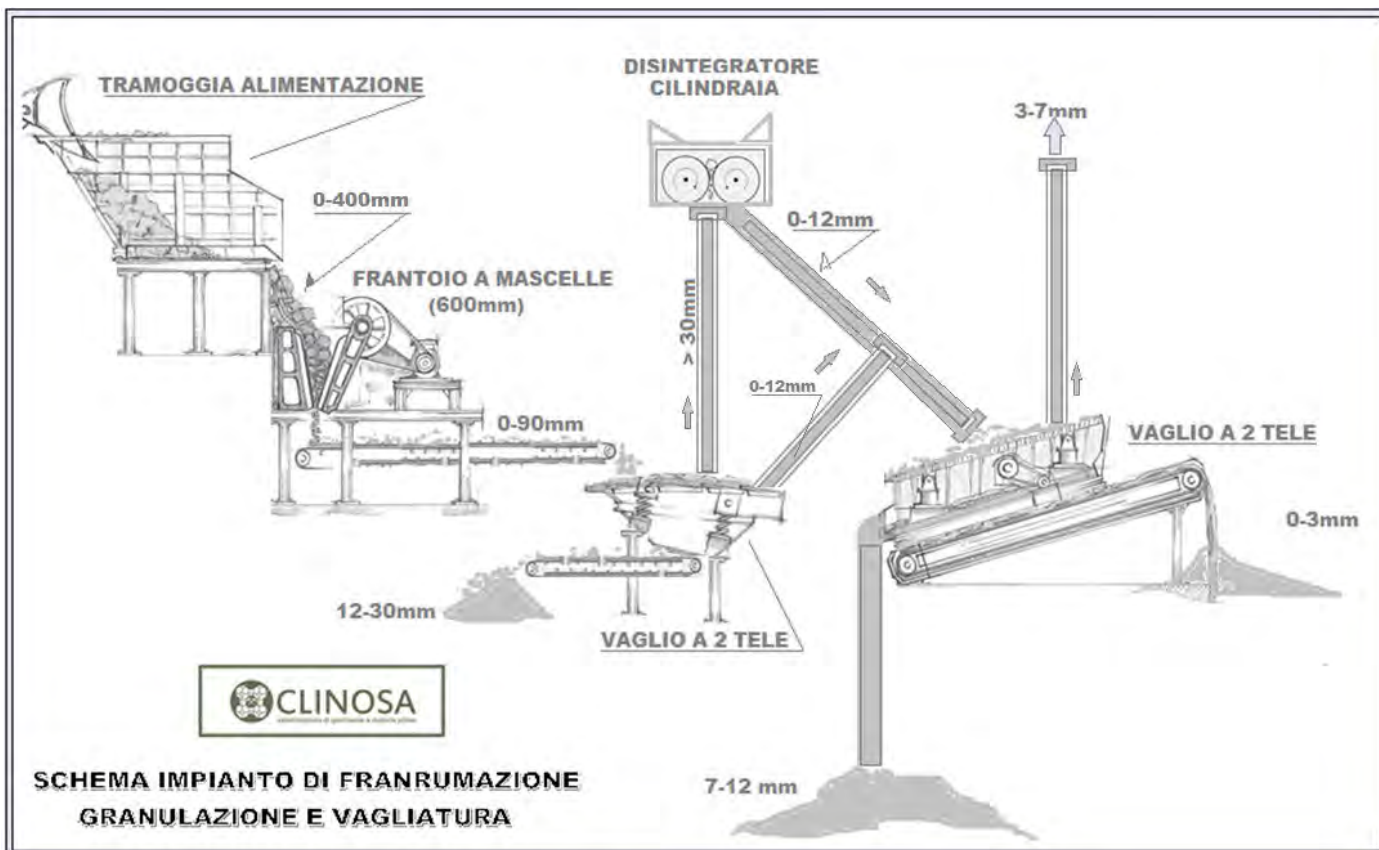 TRAMOGGIA ALIMENTAZIONE
DISINTEGRATORE
CILINDRAIA
3-7mm
0-400mm
0-12mm
FRANTOIO A MASCELLE
(600mm)
> 30mm
0-12mm
0-90mm
VAGLIO A 2 TELE
0-3mm
12-30mm
VAGLIO A 2 TELE
CLINOSA
7-12 mm
SCHEMA IMPIANTO DI FRANRUMAZIONE
GRANULAZIONE E VAGLIATURA